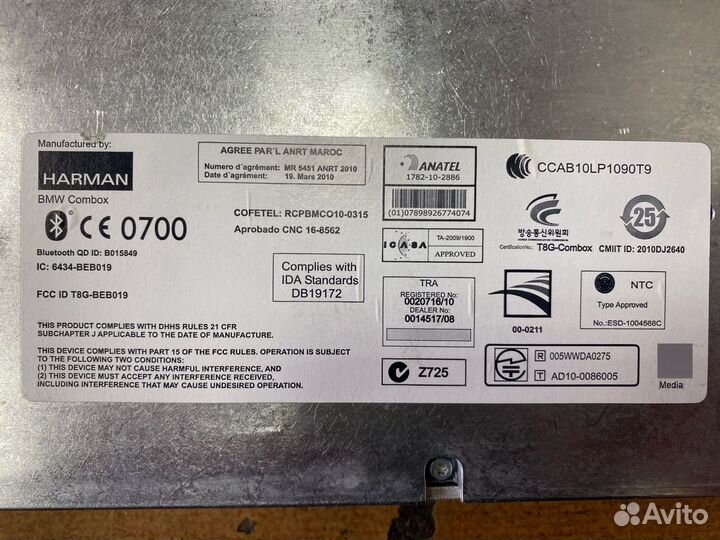 Manufactured by:
HARMAN
BMW Combox
CE 0700
Bluetooth QD ID: B015849
IC: 6434-BEB019
FCC ID T8G-BEB019
THIS PRODUCT COMPLIES WITH DHHS RULES 21 CFR
SUBCHAPTER J APPLICABLE TO THE DATE OF MANUFACTURE.
THIS DEVICE COMPLIES WITH PART 15 OF THE FCC RULES. OPERATION IS SUBJECT
TO THE FOLLOWING TWO CONDITIONS:
(1) THIS DEVICE MAY NOT CAUSE HARMFUL INTERFERENCE, AND
(2) THIS DEVICE MUST ACCEPT ANY INTERFERENCE RECEIVED,
INCLUDING INTERFERENCE THAT MAY CAUSE UNDESIRED OPERATION.
AGREE PAR'L ANRT MAROC
Numero d'agrément: MR 5451 ANRT 2010
Date d'agrément: 19. Mars 2010
COFETEL: RCPBMCO10-0315
Aprobado CNC 16-8562
Complies with
IDA Standards
DB19172
ANATEL
1782-10-2886
(01)07898926774074
ICASA
TA-2009/1900
APPROVED
TRA
REGISTERED No:
0020716/10
DEALER No:
0014517/08
Z725
CCAB10LP1090T9
방송통신위원회
KOREA COMMUNICATIONS COMMISSION
CertificationNo.: T8G-Combox
25
CMIIT ID: 2010DJ2640
00-0211
NTC
Type Approved
No.:ESD-1004568C
R 005WWDA0275
T AD10-0086005
Media
Avito